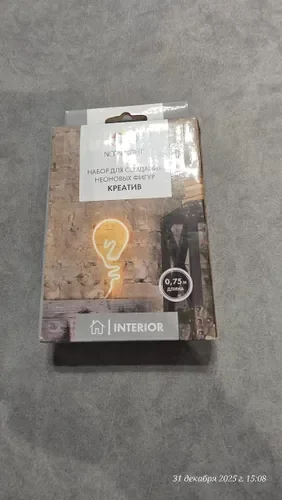 НАБОР ДЛЯ СОЗДАНИЯ
НЕОНОВЫХ ФИГУР
КРЕАТИВ
0,75 м
ДЛИНА
INTERIOR
31 декабря 2025 г. 15:08